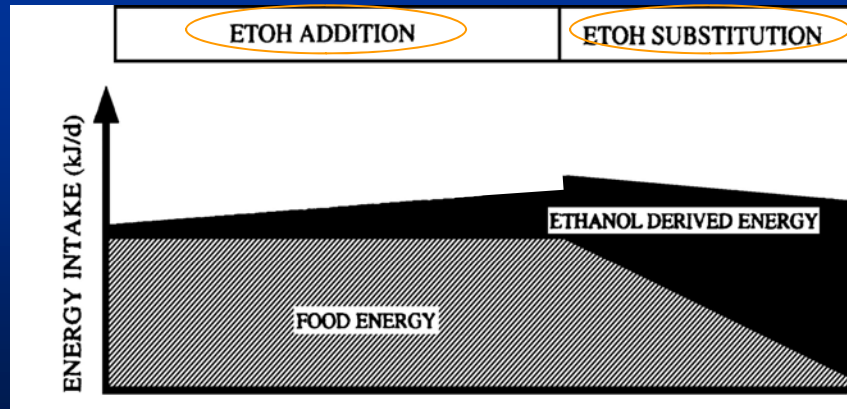 ETOH ADDITION
ETOH SUBSTITUTION
ENERGY INTAKE (kJ/d)
ETHANOL DERIVED ENERGY
FOOD ENERGY